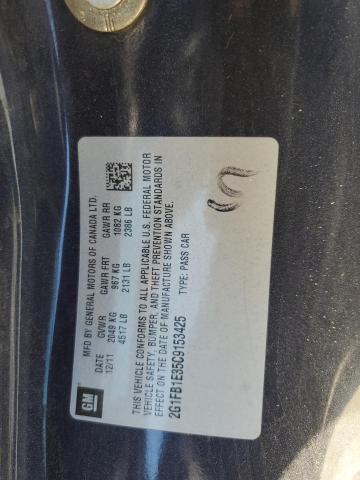 GM
MFD BY GENERAL MOTORS OF CANADA LTD.
DATE GVWR GAWR FRT GAWR RR
12/11 2049 KG 967 KG 1082 KG
4517 LB 2131 LB 2386 LB
THIS VEHICLE CONFORMS TO ALL APPLICABLE U.S. FEDERAL MOTOR
VEHICLE SAFETY, BUMPER, AND THEFT PREVENTION STANDARDS IN
EFFECT ON THE DATE OF MANUFACTURE SHOWN ABOVE.
2G1FB1E35C9153425 TYPE: PASS CAR